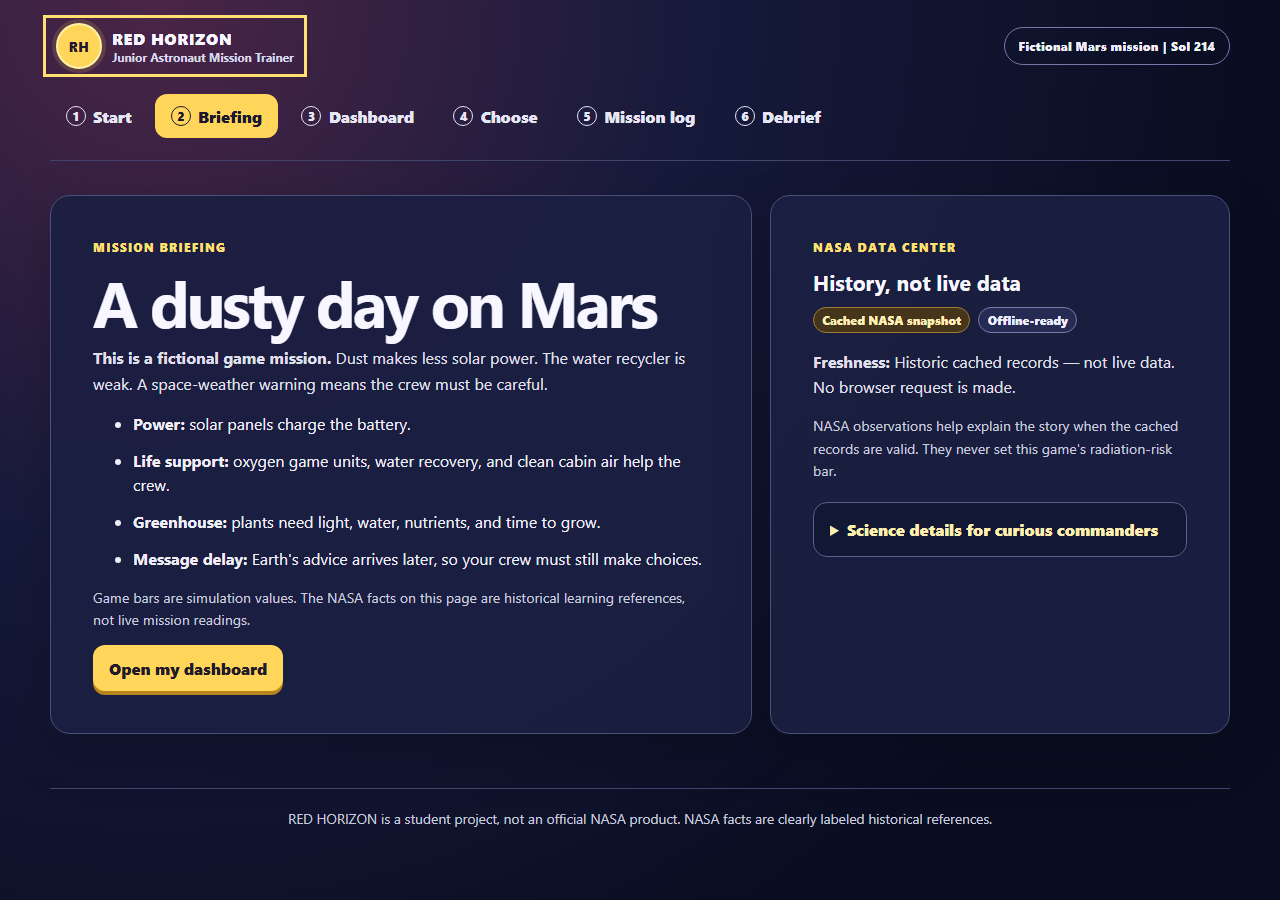 RH
RED HORIZON
Junior Astronaut Mission Trainer
Fictional Mars mission | Sol 214
1 Start
2 Briefing
3 Dashboard
4 Choose
5 Mission log
6 Debrief
MISSION BRIEFING
A dusty day on Mars
This is a fictional game mission. Dust makes less solar power. The water recycler is
weak. A space-weather warning means the crew must be careful.
• Power: solar panels charge the battery.
• Life support: oxygen game units, water recovery, and clean cabin air help the
crew.
• Greenhouse: plants need light, water, nutrients, and time to grow.
• Message delay: Earth's advice arrives later, so your crew must still make choices.
Game bars are simulation values. The NASA facts on this page are historical learning references,
not live mission readings.
Open my dashboard
NASA DATA CENTER
History, not live data
Cached NASA snapshot
Offline-ready
Freshness: Historic cached records — not live data.
No browser request is made.
NASA observations help explain the story when the cached
records are valid. They never set this game's radiation-risk
bar.
Science details for curious commanders
RED HORIZON is a student project, not an official NASA product. NASA facts are clearly labeled historical references.